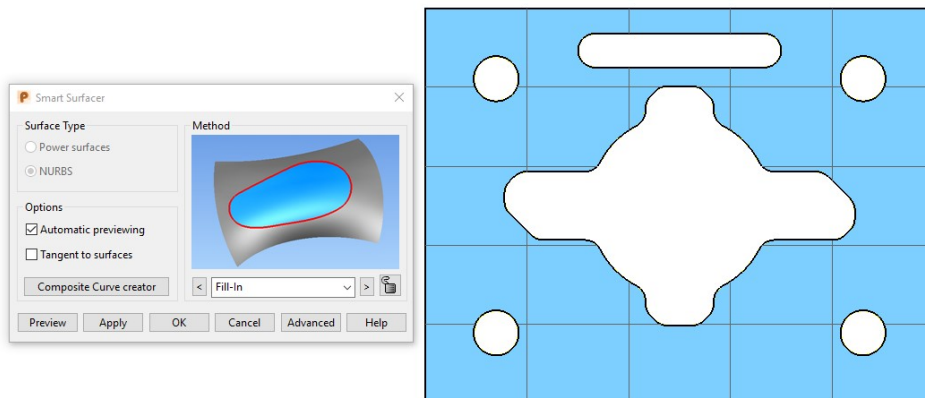 Smart Surfacer
Surface Type
Power surfaces
NURBS
Options
Automatic previewing
Tangent to surfaces
Composite Curve creator
Method
< Fill-In >
Preview Apply OK Cancel Advanced Help